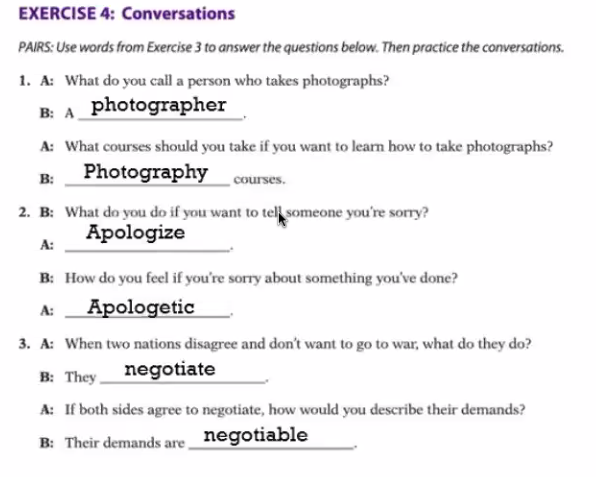 EXERCISE 4: Conversations
PAIRS: Use words from Exercise 3 to answer the questions below. Then practice the conversations.
1. A: What do you call a person who takes photographs?
B: A photographer.
A: What courses should you take if you want to learn how to take photographs?
B: Photography courses.
2. B: What do you do if you want to tell someone you're sorry?
A: Apologize.
B: How do you feel if you're sorry about something you've done?
A: Apologetic.
3. A: When two nations disagree and don't want to go to war, what do they do?
B: They negotiate.
A: If both sides agree to negotiate, how would you describe their demands?
B: Their demands are negotiable.